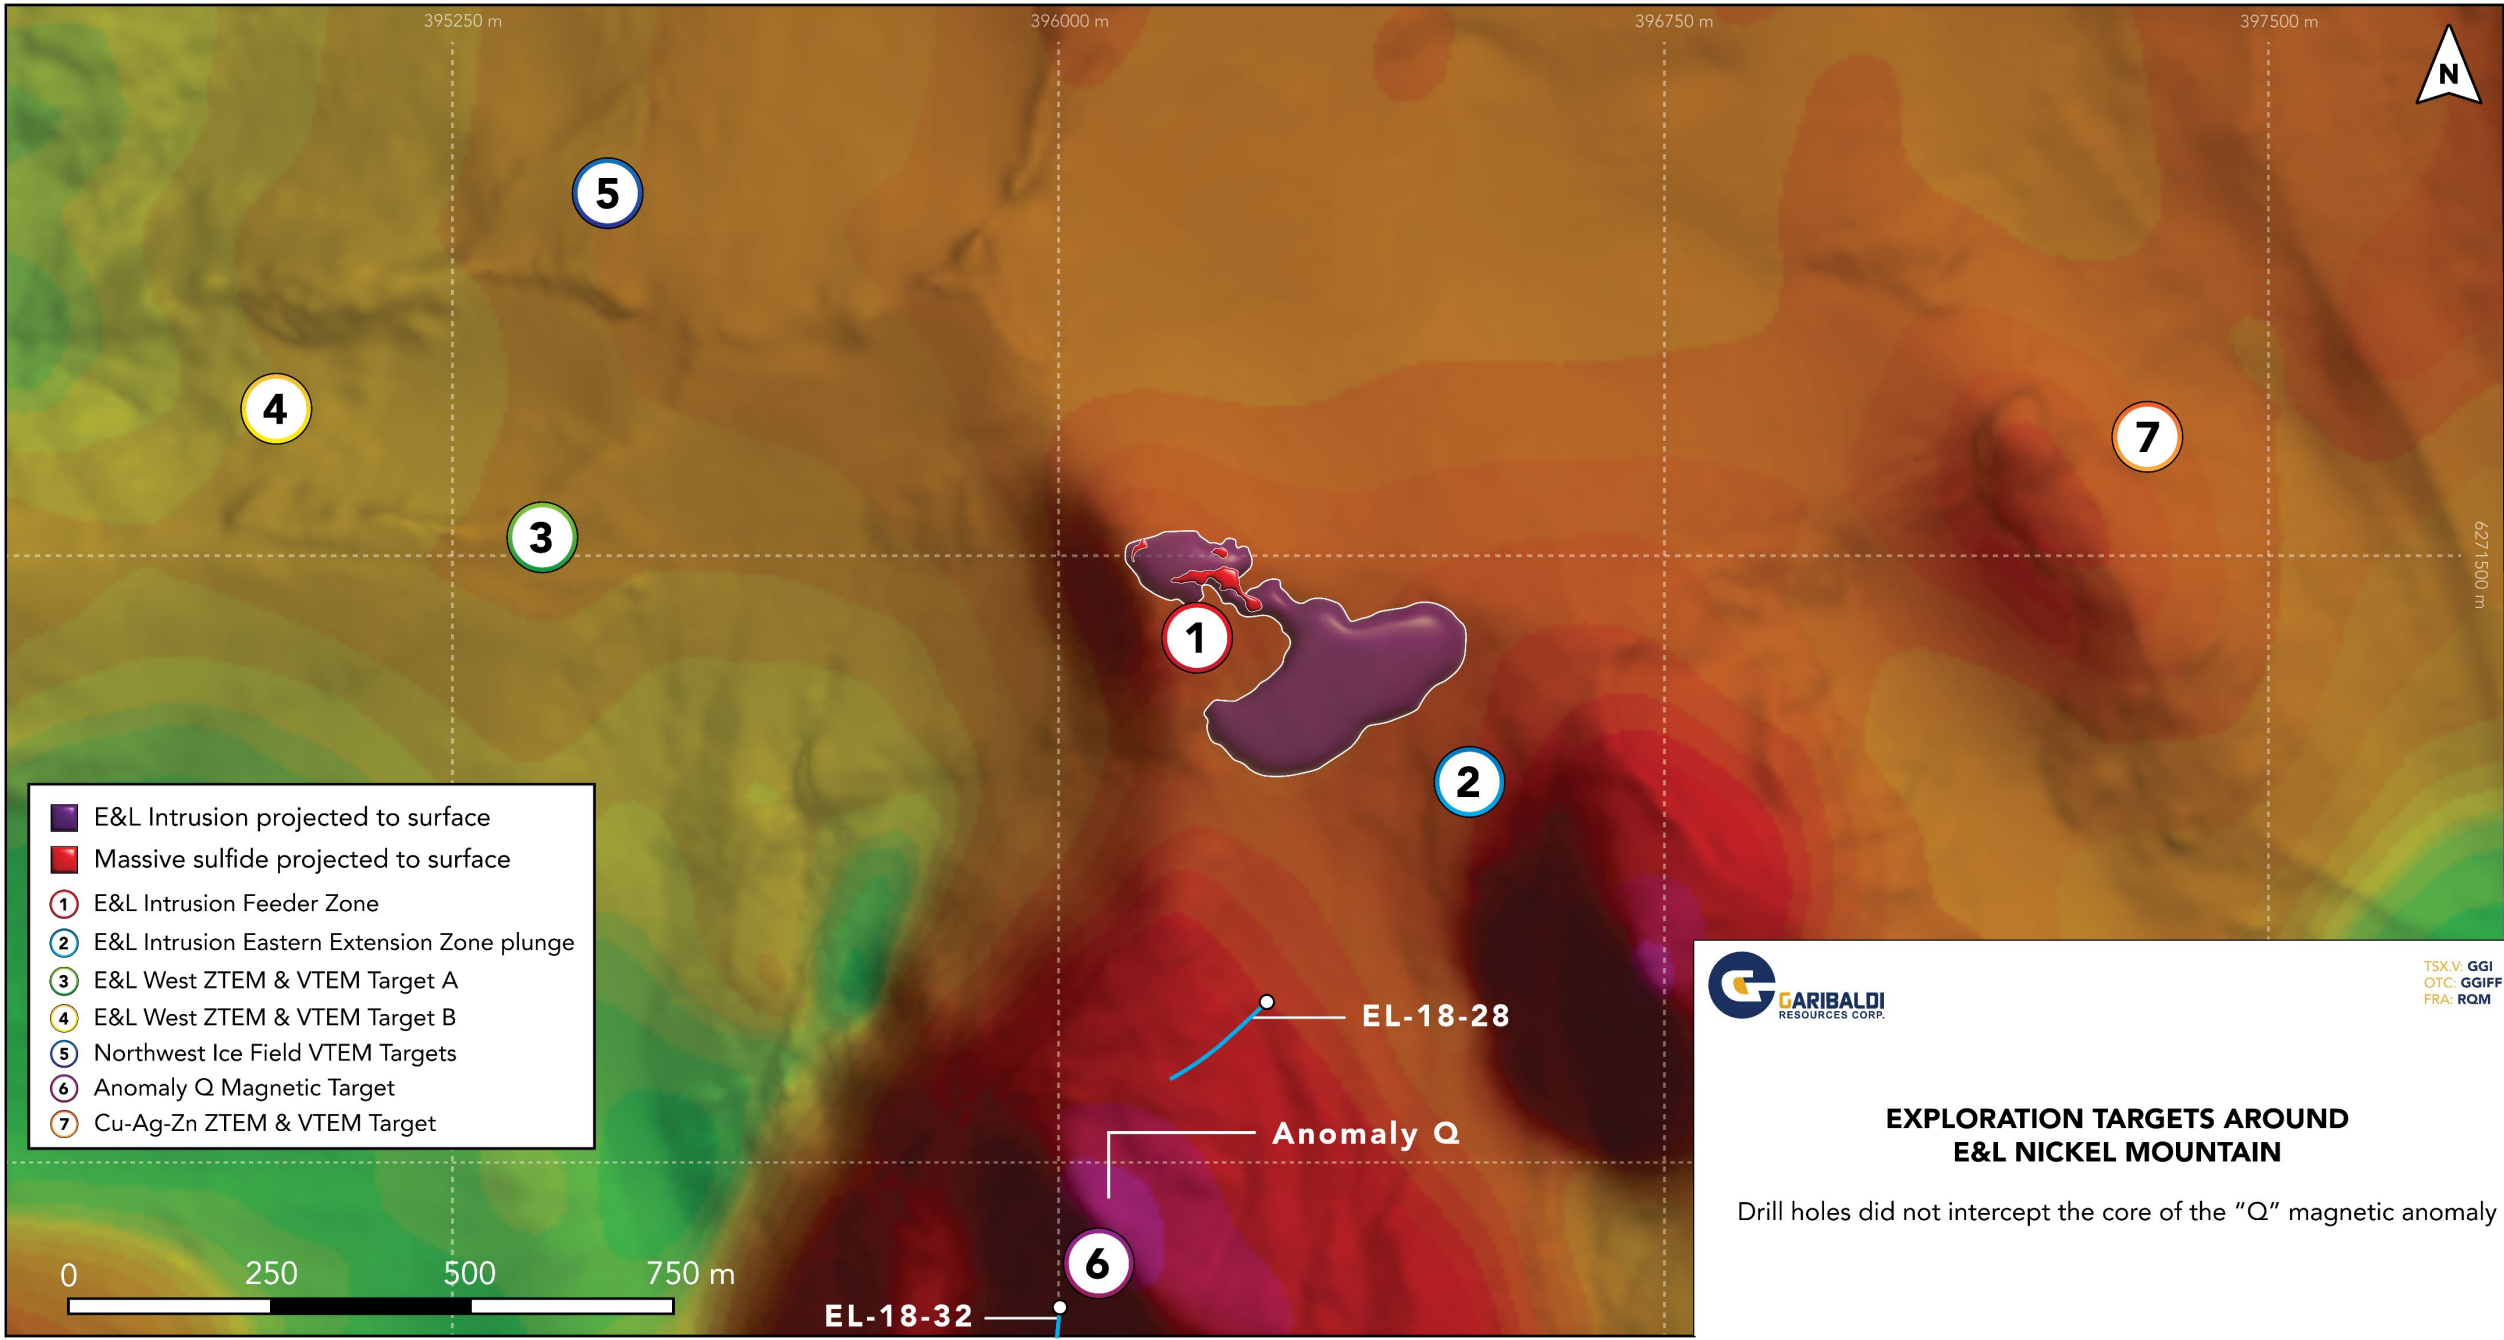 395250 m
396000 m
396750 m
397500 m
N
5
4
7
3
6271500 m
1
2
E&L Intrusion projected to surface
Massive sulfide projected to surface
1 E&L Intrusion Feeder Zone
2 E&L Intrusion Eastern Extension Zone plunge
3 E&L West ZTEM & VTEM Target A
4 E&L West ZTEM & VTEM Target B
5 Northwest Ice Field VTEM Targets
6 Anomaly Q Magnetic Target
7 Cu-Ag-Zn ZTEM & VTEM Target
EL-18-28
Anomaly Q
6
EL-18-32
0 250 500 750 m
GARIBALDI
RESOURCES CORP.
TSX.V: GGI
OTC: GGIFF
FRA: RQM
EXPLORATION TARGETS AROUND
E&L NICKEL MOUNTAIN
Drill holes did not intercept the core of the “Q” magnetic anomaly